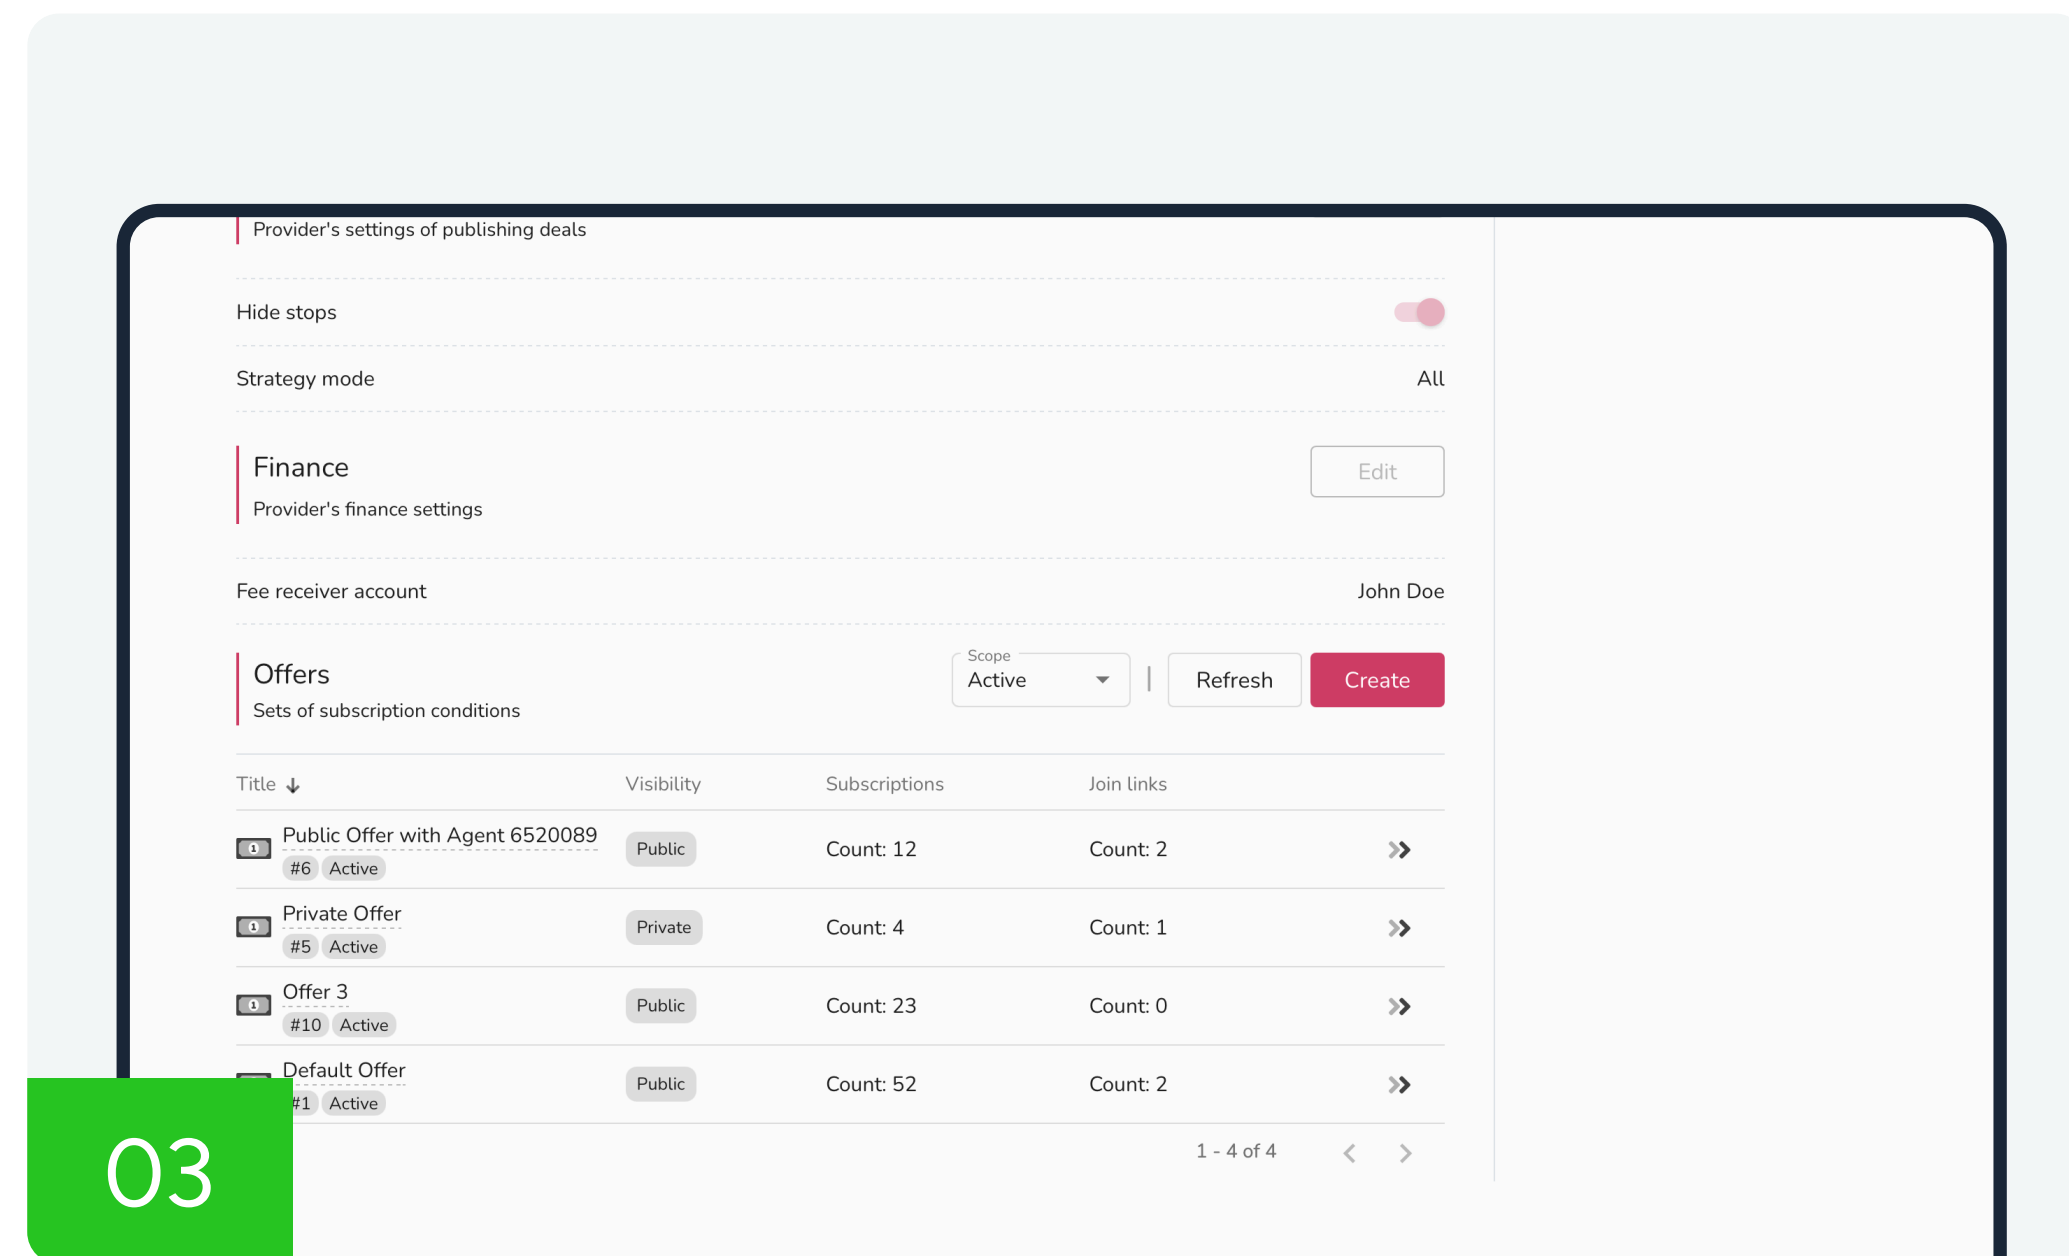 Provider's settings of publishing deals
Hide stops
Strategy mode All
Finance Edit
Provider's finance settings
Fee receiver account John Doe
Offers Scope Active | Refresh Create
Sets of subscription conditions
Title Visibility Subscriptions Join links
Public Offer with Agent 6520089 Public Count: 12 Count: 2
#6 Active
Private Offer Private Count: 4 Count: 1
#5 Active
Offer 3 Public Count: 23 Count: 0
#10 Active
Default Offer Public Count: 52 Count: 2
#1 Active
1 - 4 of 4
03